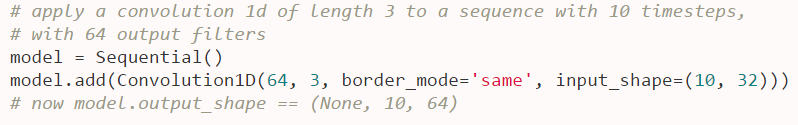 # apply a convolution 1d of length 3 to a sequence with 10 timesteps,
# with 64 output filters
model = Sequential()
model.add(Convolution1D(64, 3, border_mode='same', input_shape=(10, 32)))
# now model.output_shape == (None, 10, 64)